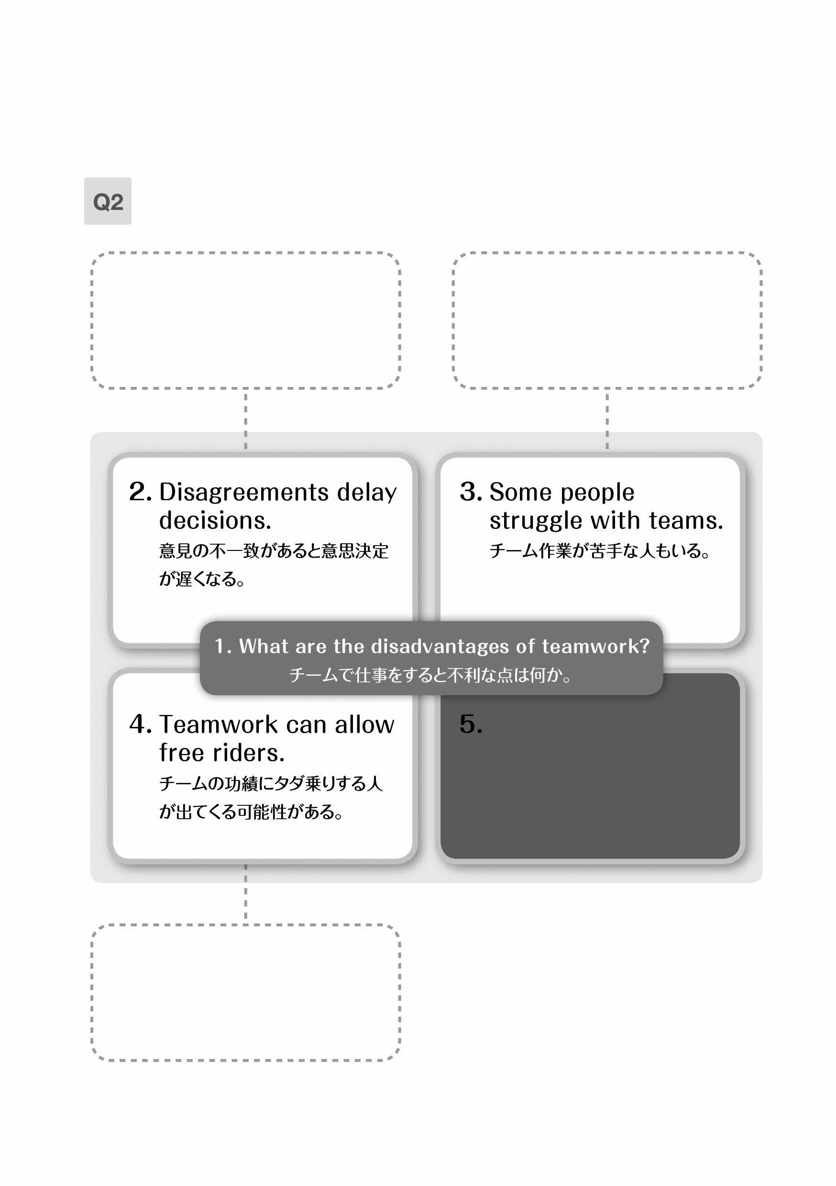 Q2
2. Disagreements delay
decisions.
意見の不一致があると意思決定
が遅くなる。
3. Some people
struggle with teams.
チーム作業が苦手な人もいる。
1. What are the disadvantages of teamwork?
チームで仕事をすると不利な点は何か。
4. Teamwork can allow
free riders.
チームの功績にタダ乗りする人
が出てくる可能性がある。
5.